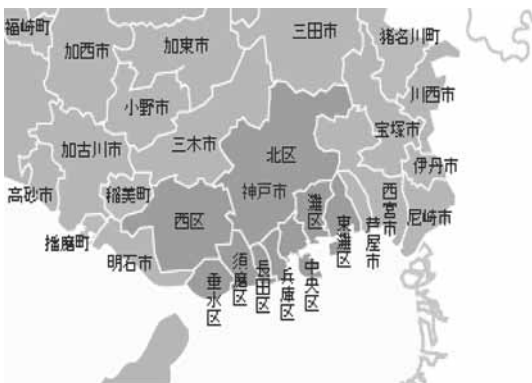 福崎町
加西市
加東市
三田市
猪名川町
川西市
小野市
宝塚市
三木市
加古川市
北区
伊丹市
高砂市
稲美町
神戸市
灘区
西宮市
西区
東灘区
芦屋市
尼崎市
播磨町
明石市
垂水区
須磨区
長田区
兵庫区
中央区